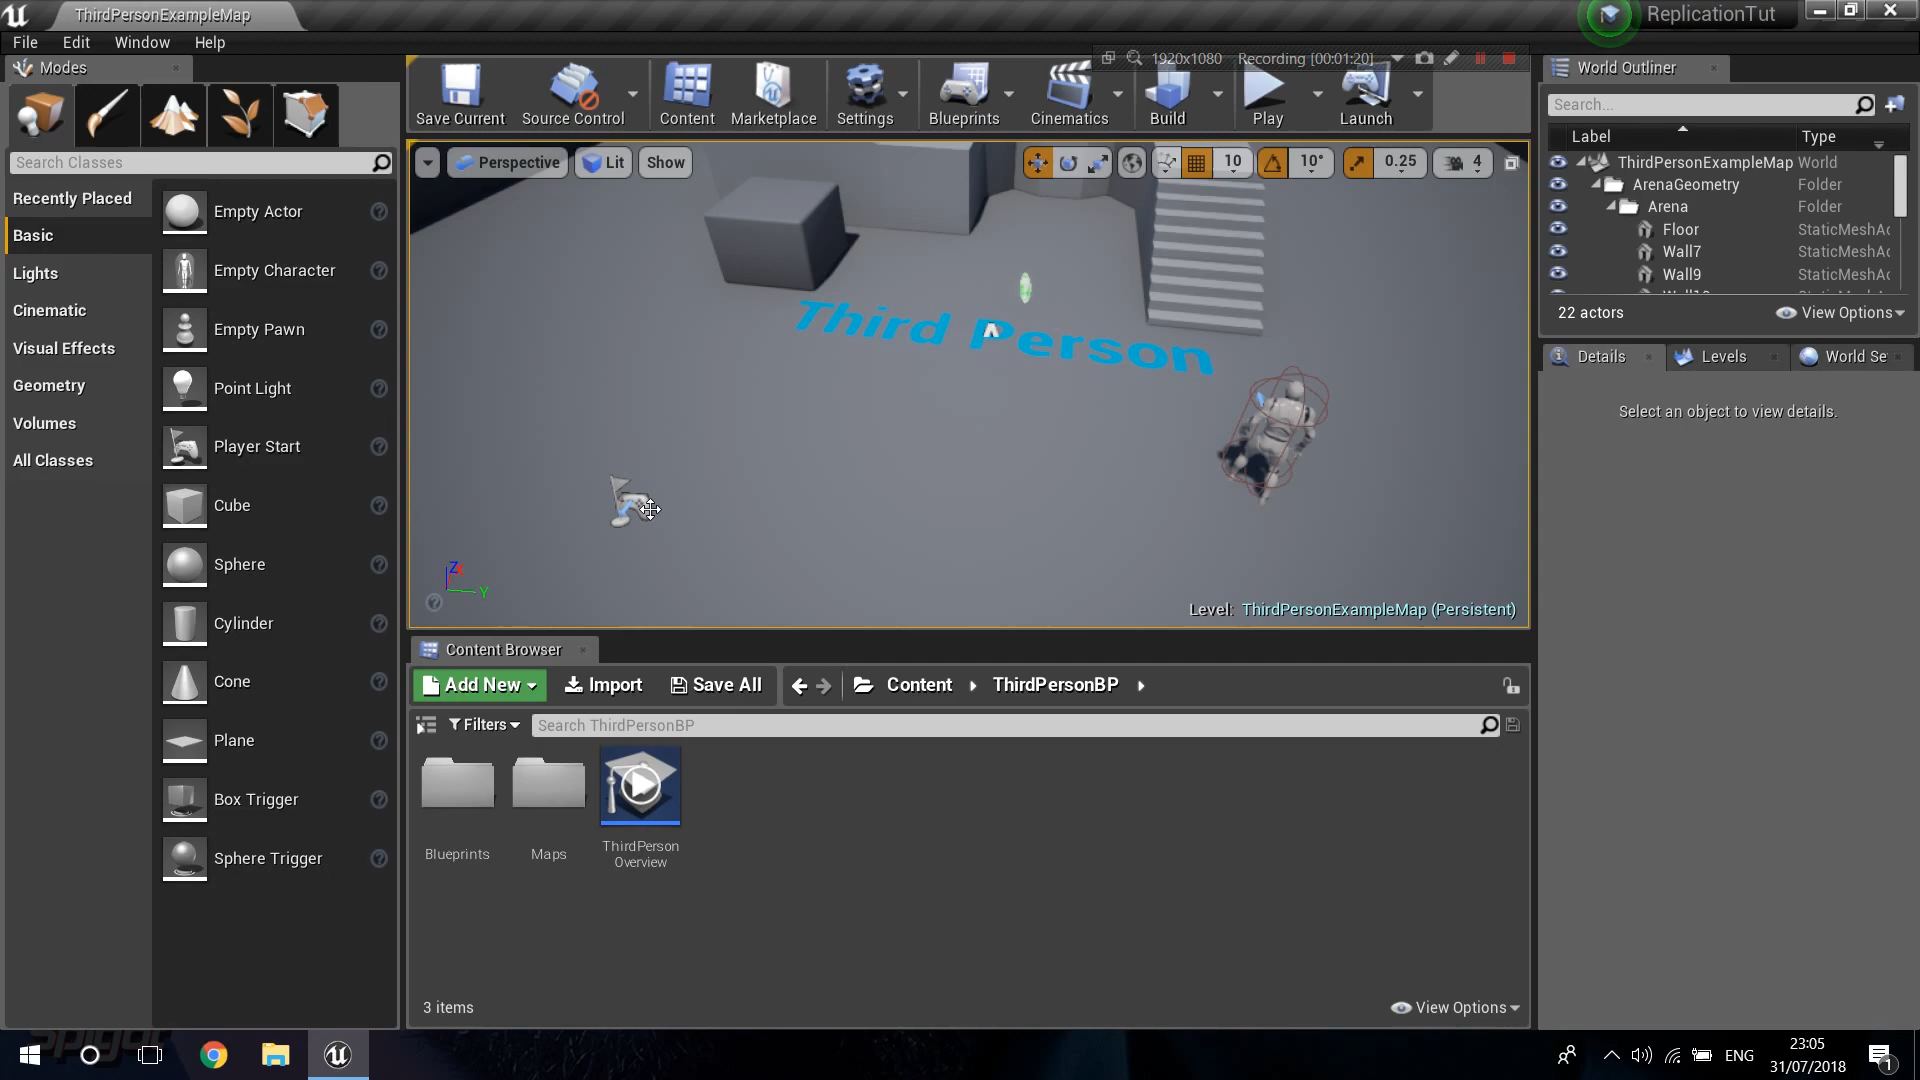 ThirdPersonExampleMap
ReplicationTut
File Edit Window Help
1920x1080 Recording [00:01:20]
Modes
World Outliner
Save Current Source Control Content Marketplace Settings Blueprints Cinematics Build Play Launch
Search...
Label Type
Search Classes
Perspective Lit Show 10 10° 0.25 4
ThirdPersonExampleMap World
ArenaGeometry Folder
Arena Folder
Floor StaticMeshAc
Wall7 StaticMeshAc
Wall9 StaticMeshAc
22 actors View Options
Recently Placed
Basic
Lights
Cinematic
Visual Effects
Geometry
Volumes
All Classes
Empty Actor
Empty Character
Empty Pawn
Point Light
Player Start
Cube
Sphere
Cylinder
Cone
Plane
Box Trigger
Sphere Trigger
Third Person
Z
Y
Level: ThirdPersonExampleMap (Persistent)
Details Levels World Se
Select an object to view details.
Content Browser
Add New Import Save All Content ThirdPersonBP
Filters Search ThirdPersonBP
Blueprints
Maps
ThirdPerson
Overview
3 items View Options
ENG
23:05
31/07/2018
1